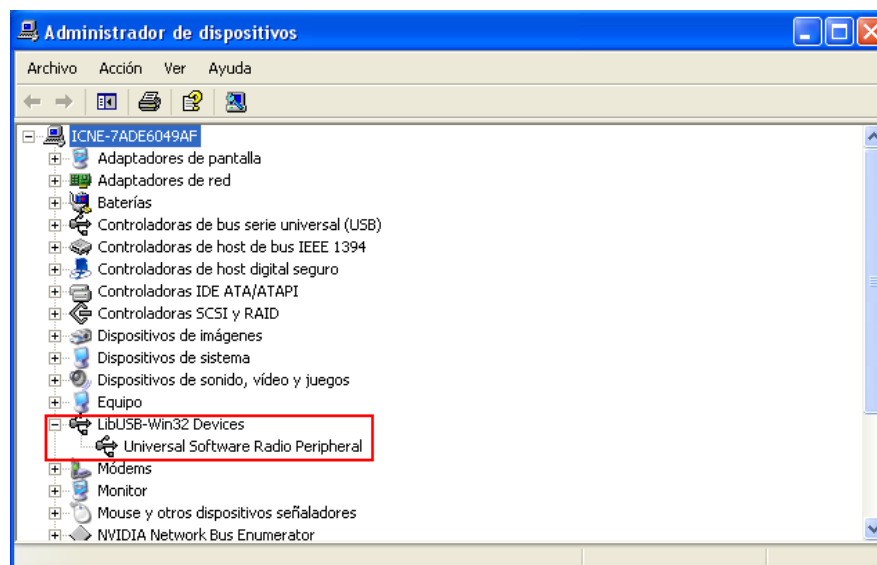 Administrador de dispositivos
Archivo Acción Ver Ayuda
ICNE-7ADE6049AF
Adaptadores de pantalla
Adaptadores de red
Baterías
Controladoras de bus serie universal (USB)
Controladoras de host de bus IEEE 1394
Controladoras de host digital seguro
Controladoras IDE ATA/ATAPI
Controladoras SCSI y RAID
Dispositivos de imágenes
Dispositivos de sistema
Dispositivos de sonido, vídeo y juegos
Equipo
LibUSB-Win32 Devices
Universal Software Radio Peripheral
Módems
Monitor
Mouse y otros dispositivos señaladores
NVIDIA Network Bus Enumerator